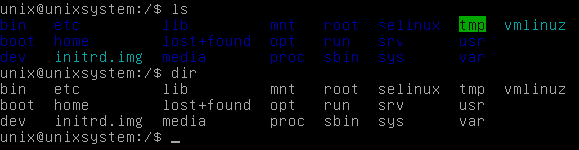 unix@unixsystem:/$ ls
bin etc lib mnt root selinux tmp vmlinuz
boot home lost+found opt run srv usr
dev initrd.img media proc sbin sys var
unix@unixsystem:/$ dir
bin etc lib mnt root selinux tmp vmlinuz
boot home lost+found opt run srv usr
dev initrd.img media proc sbin sys var
unix@unixsystem:/$ _